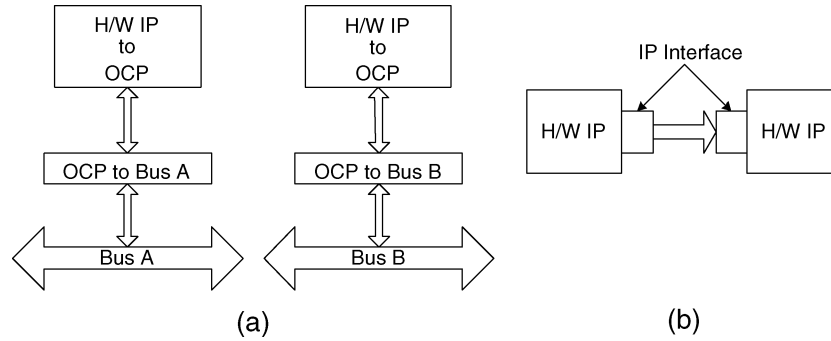 H/W IP
to
OCP
H/W IP
to
OCP
OCP to Bus A
OCP to Bus B
Bus A
Bus B
(a)
IP Interface
H/W IP
H/W IP
(b)